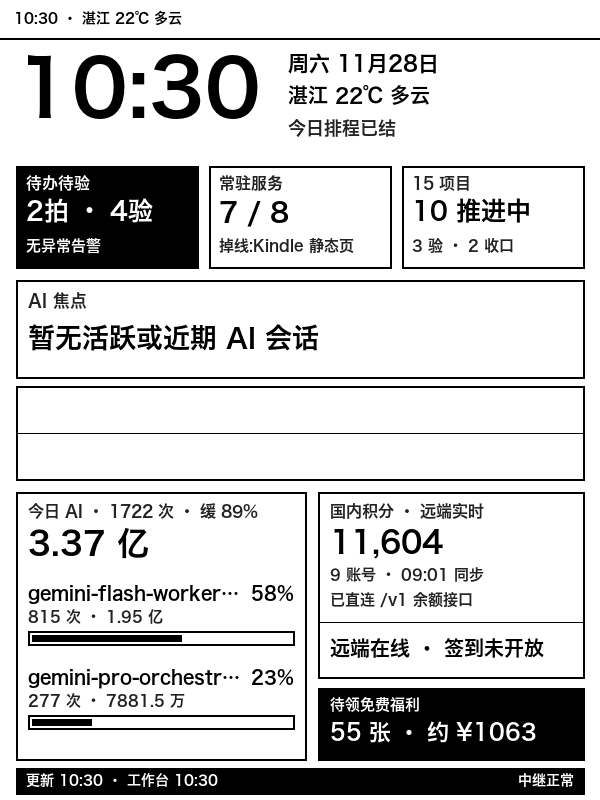 10:30 · 湛江 22℃ 多云
10:30
周六 11月28日
湛江 22℃ 多云
今日排程已结
待办待验
2拍 · 4验
无异常告警
常驻服务
7 / 8
掉线:Kindle 静态页
15 项目
10 推进中
3 验 · 2 收口
AI 焦点
暂无活跃或近期 AI 会话
今日 AI · 1722 次 · 缓 89%
3.37 亿
gemini-flash-worker… 58%
815 次 · 1.95 亿
gemini-pro-orchestr… 23%
277 次 · 7881.5 万
国内积分 · 远端实时
11,604
9 账号 · 09:01 同步
已直连 /v1 余额接口
远端在线 · 签到未开放
待领免费福利
55 张 · 约 ¥1063
更新 10:30 · 工作台 10:30
中继正常